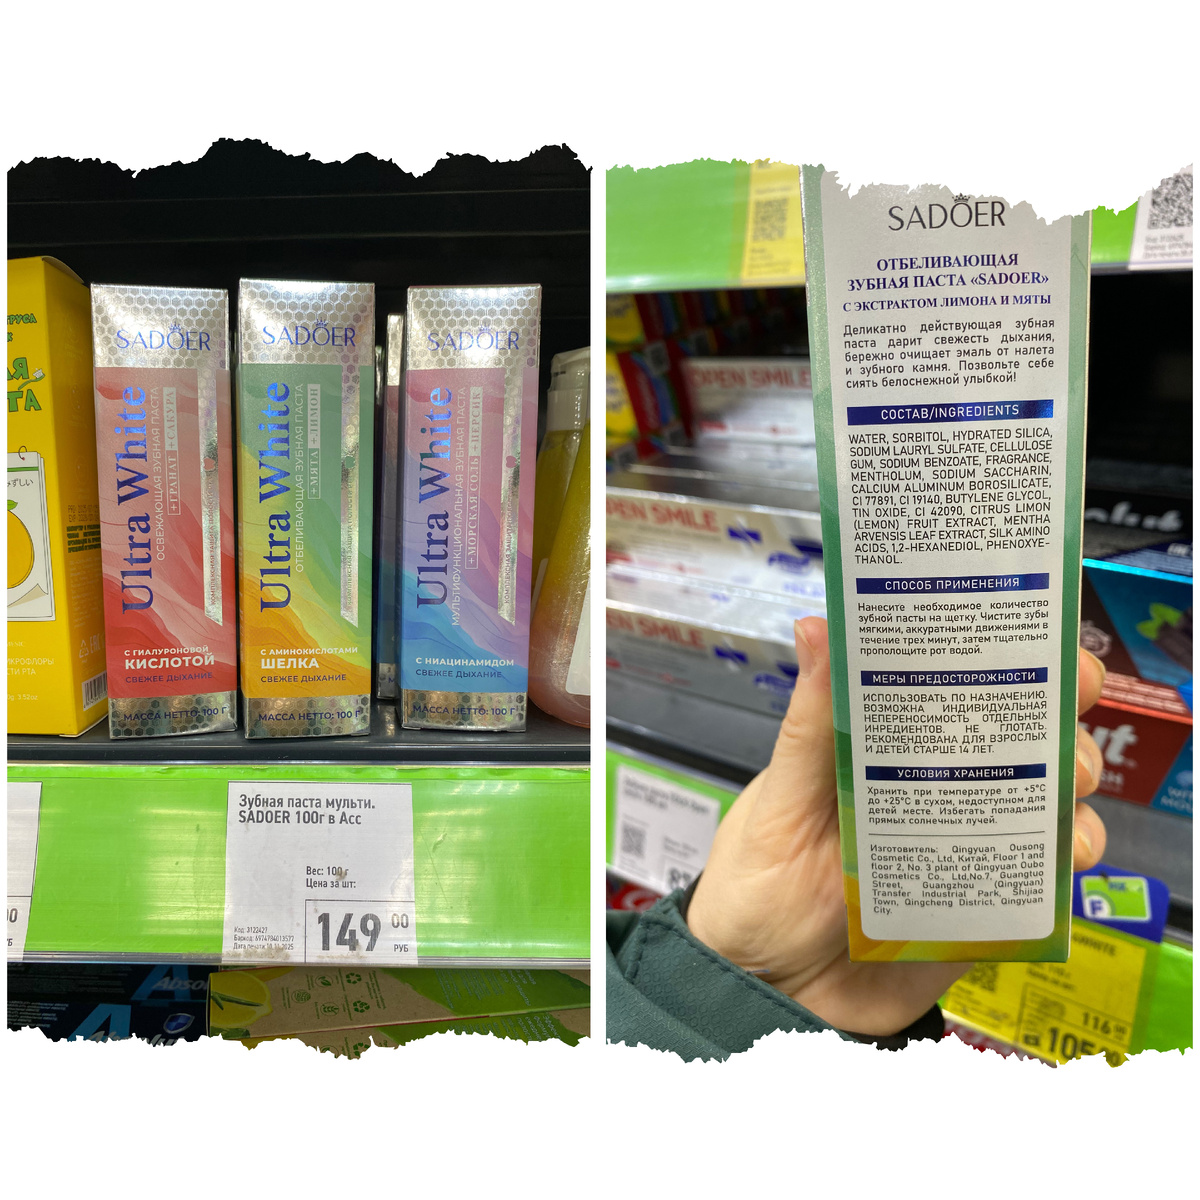 SADOER
Ultra White
ОСВЕЖАЮЩАЯ ЗУБНАЯ ПАСТА
+ГРАНАТ +САКУРА
С ГИАЛУРОНОВОЙ
КИСЛОТОЙ
СВЕЖЕЕ ДЫХАНИЕ
МАССА НЕТТО: 100 Г
SADOER
Ultra White
ОТБЕЛИВАЮЩАЯ ЗУБНАЯ ПАСТА
+МЯТА +ЛИМОН
С АМИНОКИСЛОТАМИ
ШЕЛКА
СВЕЖЕЕ ДЫХАНИЕ
МАССА НЕТТО: 100 Г
SADOER
Ultra White
МУЛЬТИФУНКЦИОНАЛЬНАЯ ЗУБНАЯ ПАСТА
+МОРСКАЯ СОЛЬ +ПЕРСИК
С НИАЦИНАМИДОМ
СВЕЖЕЕ ДЫХАНИЕ
МАССА НЕТТО: 100 Г
Зубная паста мульти.
SADOER 100г в Асс
Вес: 100 г
Цена за шт:
Код: 3122421
Баркод: 6974784013577
Дата печати 10.11.2025
149 00
РУБ
SADOER
ОТБЕЛИВАЮЩАЯ
ЗУБНАЯ ПАСТА «SADOER»
С ЭКСТРАКТОМ ЛИМОНА И МЯТЫ
Деликатно действующая зубная
паста дарит свежесть дыхания,
бережно очищает эмаль от налета
и зубного камня. Позвольте себе
сиять белоснежной улыбкой!
СОСТАВ/INGREDIENTS
WATER, SORBITOL, HYDRATED SILICA,
SODIUM LAURYL SULFATE, CELLULOSE
GUM, SODIUM BENZOATE, FRAGRANCE,
MENTHOLUM, SODIUM SACCHARIN,
CALCIUM ALUMINUM BOROSILICATE,
CI 77891, CI 19140, BUTYLENE GLYCOL,
TIN OXIDE, CI 42090, CITRUS LIMON
(LEMON) FRUIT EXTRACT, MENTHA
ARVENSIS LEAF EXTRACT, SILK AMINO
ACIDS, 1,2-HEXANEDIOL, PHENOXYE-
THANOL.
СПОСОБ ПРИМЕНЕНИЯ
Нанесите необходимое количество
зубной пасты на щетку. Чистите зубы
мягкими, аккуратными движениями в
течение трех минут, затем тщательно
прополощите рот водой.
МЕРЫ ПРЕДОСТОРОЖНОСТИ
ИСПОЛЬЗОВАТЬ ПО НАЗНАЧЕНИЮ.
ВОЗМОЖНА ИНДИВИДУАЛЬНАЯ
НЕПЕРЕНОСИМОСТЬ ОТДЕЛЬНЫХ
ИНРЕДИЕНТОВ. НЕ ГЛОТАТЬ.
РЕКОМЕНДОВАНА ДЛЯ ВЗРОСЛЫХ
И ДЕТЕЙ СТАРШЕ 14 ЛЕТ.
УСЛОВИЯ ХРАНЕНИЯ
Хранить при температуре от +5°С
до +25°С в сухом, недоступном для
детей месте. Избегать попадания
прямых солнечных лучей.
Изготовитель: Qingyuan Ousong
Cosmetic Co., Ltd, Китай, Floor 1 and
floor 2, No. 3 plant of Qingyuan Oubo
Cosmetics Co., Ltd,No.7, Guangtuo
Street, Guangzhou (Qingyuan)
Transfer Industrial Park, Shijiao
Town, Qingcheng District, Qingyuan
City.
OPEN SMILE
116
105